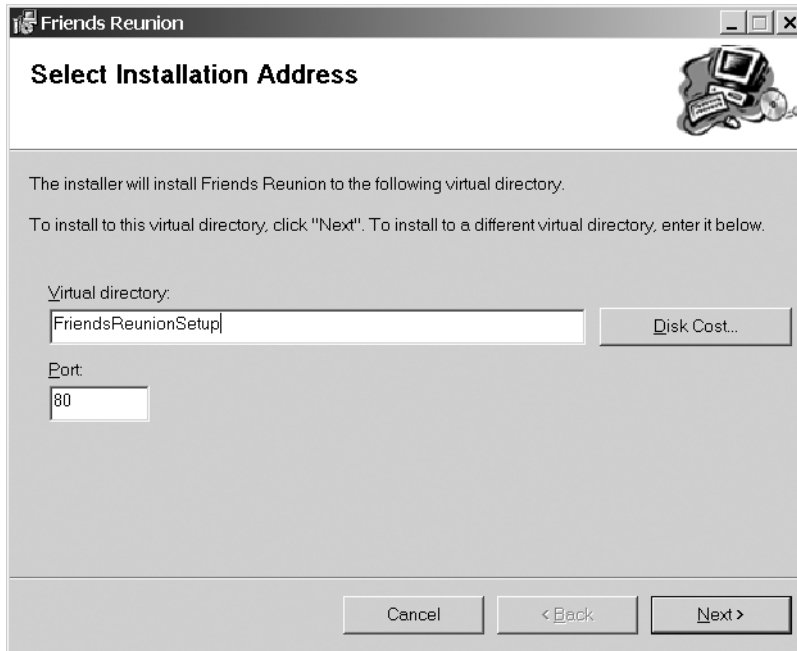 Friends Reunion
Select Installation Address
The installer will install Friends Reunion to the following virtual directory.
To install to this virtual directory, click "Next". To install to a different virtual directory, enter it below.
Virtual directory:
FriendsReunionSetup
Disk Cost...
Port:
80
Cancel
< Back
Next >